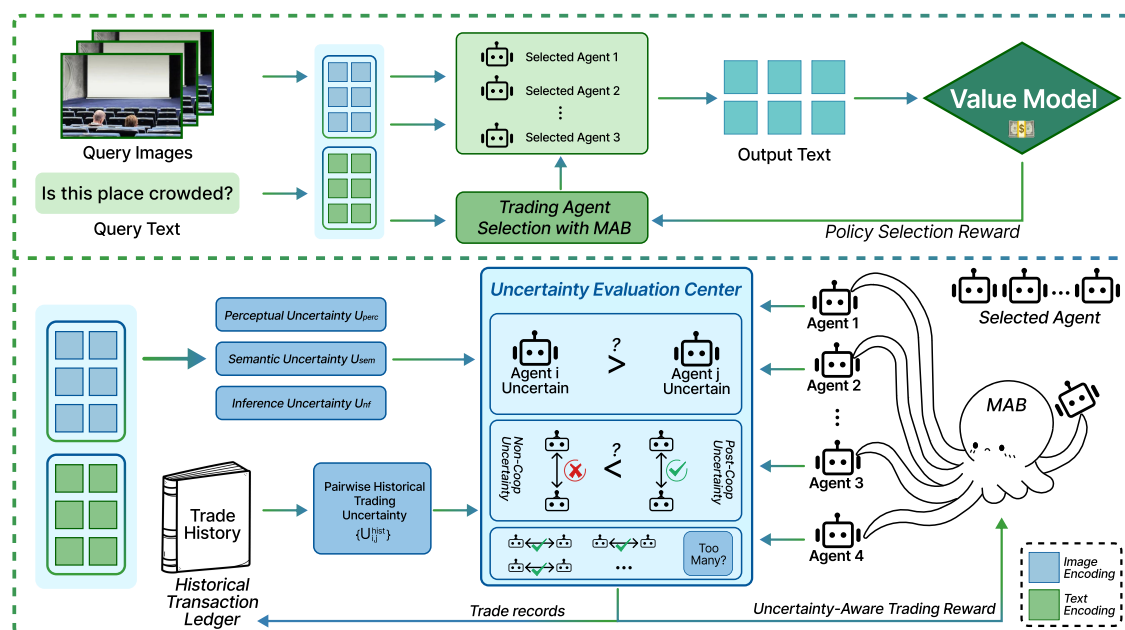 Query Images
Is this place crowded?
Query Text
Selected Agent 1
Selected Agent 2
⋮
Selected Agent 3
Trading Agent
Selection with MAB
Output Text
Value Model
Policy Selection Reward
Perceptual Uncertainty Uperc
Semantic Uncertainty Usem
Inference Uncertainty Unf
Trade
History
Historical
Transaction
Ledger
Pairwise Historical
Trading
Uncertainty
{U hist i,j}
Uncertainty Evaluation Center
Agent i
Uncertain
?
>
Agent j
Uncertain
Non-Coop
Uncertainty
?
<
Post-Coop
Uncertainty
...
Too
Many?
Trade records
Uncertainty-Aware Trading Reward
Agent 1
Agent 2
⋮
Agent 3
Agent 4
...
Selected Agent
MAB
Image
Encoding
Text
Encoding